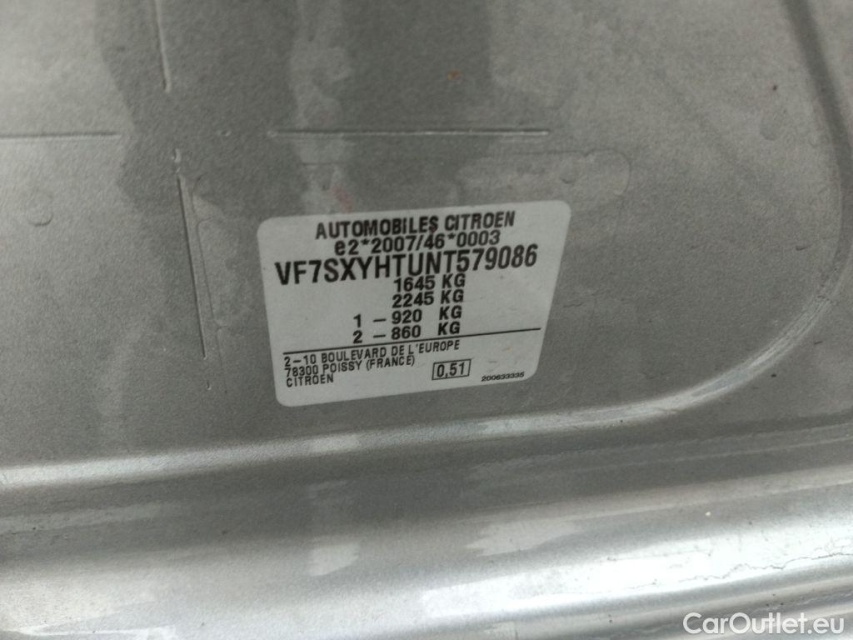 AUTOMOBILES CITROEN
e2*2007/46*0003
VF7SXYHTUNT579086
1645 KG
2245 KG
1 – 920 KG
2 – 860 KG
2–10 BOULEVARD DE L'EUROPE
78300 POISSY (FRANCE)
CITROEN
0,51
200633335
CarOutlet.eu